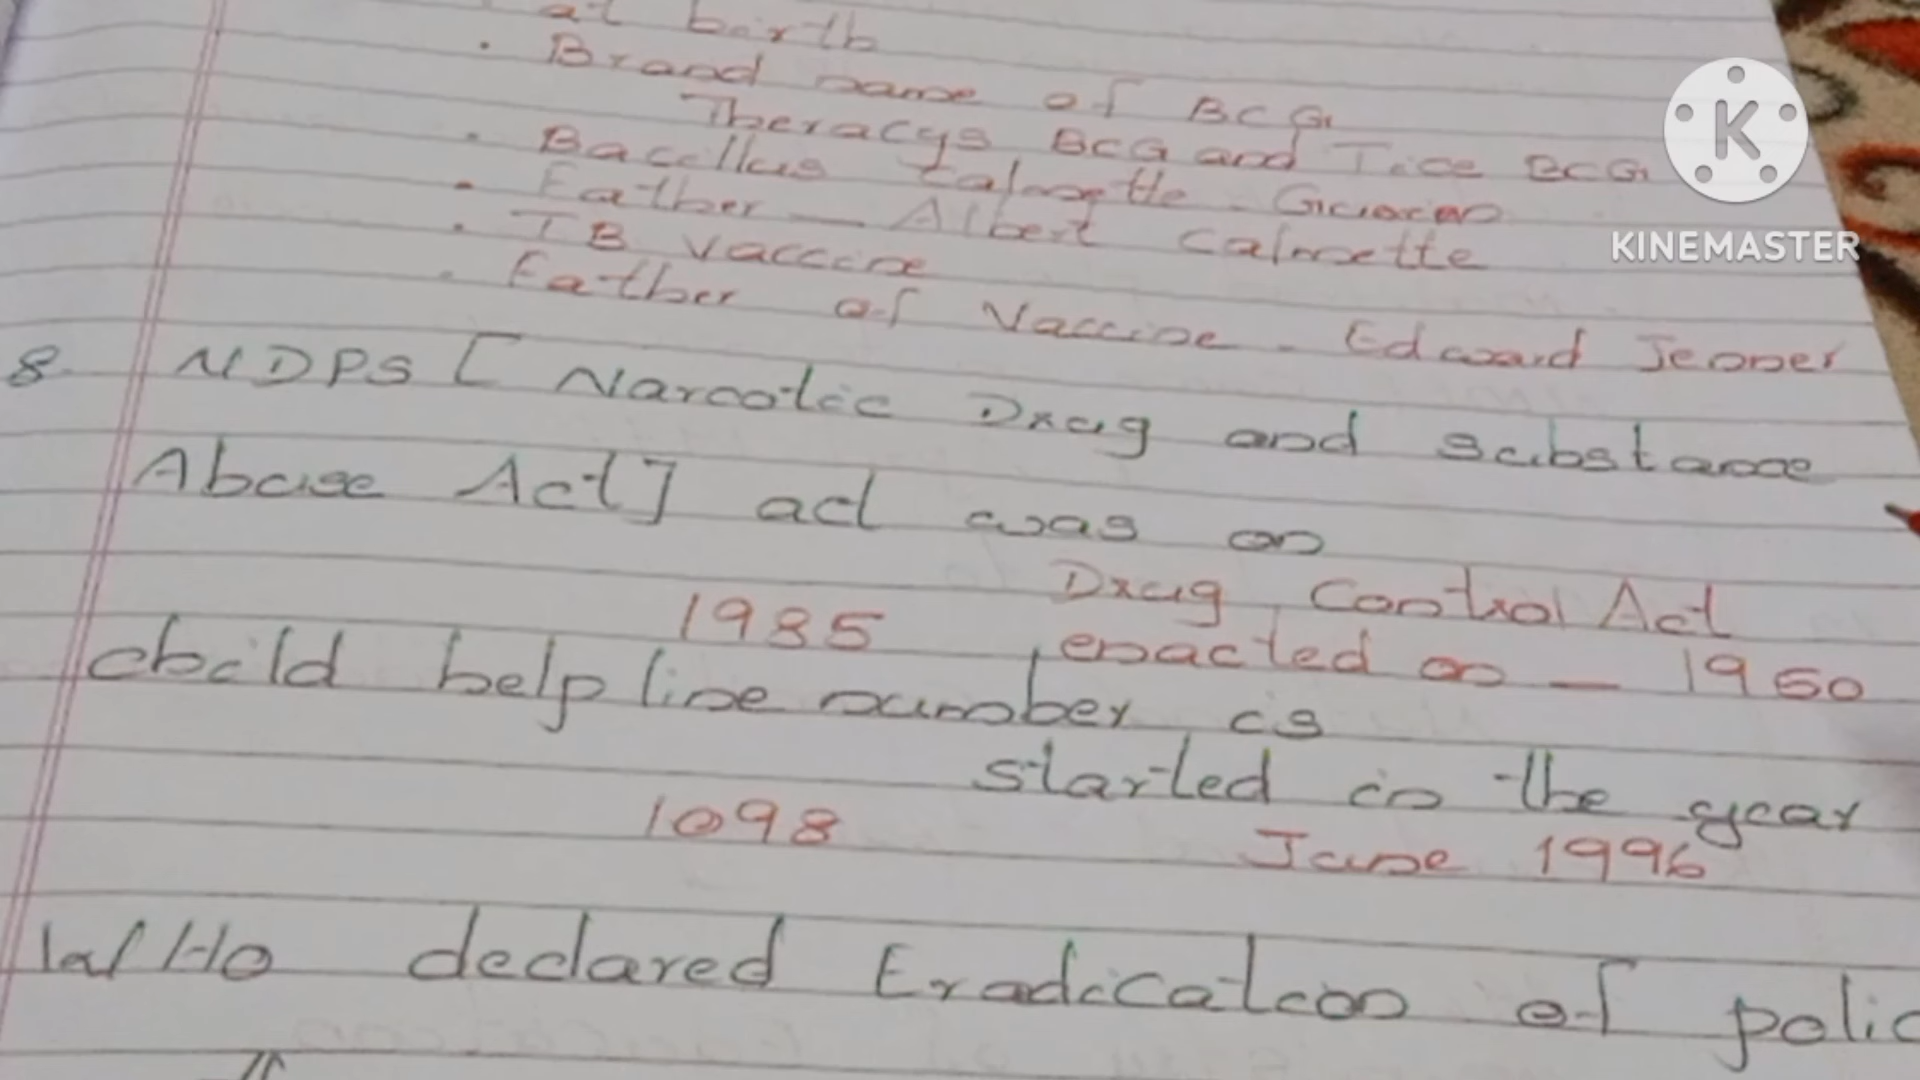 at birth
· Brand name of BCG
Theracys BCG and Tice BCG
· Bacillus Calmette - Guerin
· Father — Albert Calmette
· TB Vaccine
· Father of Vaccine - Edward Jenner
8 NDPS [ Narcotic Drug and substance
Abuse Act] act was on
1985
Drug Control Act
enacted on — 1950
child help line number is
1098
started in the year
June 1996
WHO declared Eradication of polio
K
KINEMASTER